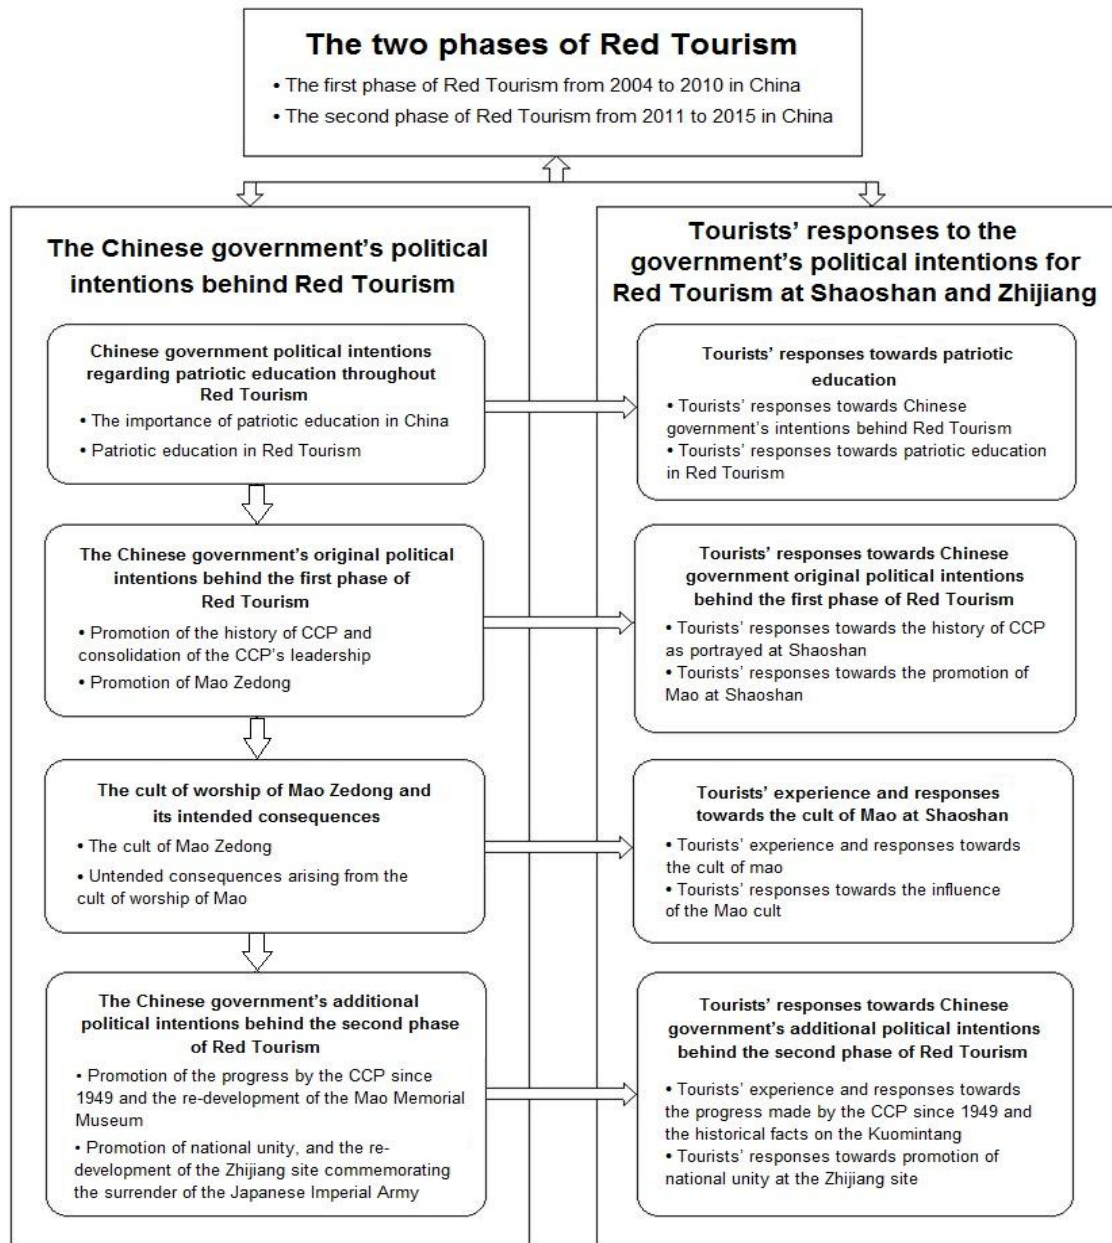 The two phases of Red Tourism
• The first phase of Red Tourism from 2004 to 2010 in China
• The second phase of Red Tourism from 2011 to 2015 in China
The Chinese government's political
intentions behind Red Tourism
Chinese government political intentions
regarding patriotic education throughout
Red Tourism
• The importance of patriotic education in China
• Patriotic education in Red Tourism
The Chinese government's original political
intentions behind the first phase of
Red Tourism
• Promotion of the history of CCP and
consolidation of the CCP's leadership
• Promotion of Mao Zedong
The cult of worship of Mao Zedong and
its intended consequences
• The cult of Mao Zedong
• Untended consequences arising from the
cult of worship of Mao
The Chinese government's additional
political intentions behind the second phase
of Red Tourism
• Promotion of the progress by the CCP since
1949 and the re-development of the Mao Memorial
Museum
• Promotion of national unity, and the re-
development of the Zhijiang site commemorating
the surrender of the Japanese Imperial Army
Tourists' responses to the
government's political intentions for
Red Tourism at Shaoshan and Zhijiang
Tourists' responses towards patriotic
education
• Tourists' responses towards Chinese
government's intentions behind Red Tourism
• Tourists' responses towards patriotic education
in Red Tourism
Tourists' responses towards Chinese
government original political intentions
behind the first phase of Red Tourism
• Tourists' responses towards the history of CCP
as portrayed at Shaoshan
• Tourists' responses towards the promotion of
Mao at Shaoshan
Tourists' experience and responses
towards the cult of Mao at Shaoshan
• Tourists' experience and responses towards
the cult of mao
• Tourists' responses towards the influence
of the Mao cult
Tourists' responses towards Chinese
government's additional political intentions
behind the second phase of Red Tourism
• Tourists' experience and responses towards
the progress made by the CCP since 1949 and
the historical facts on the Kuomintang
• Tourists' responses towards promotion of
national unity at the Zhijiang site